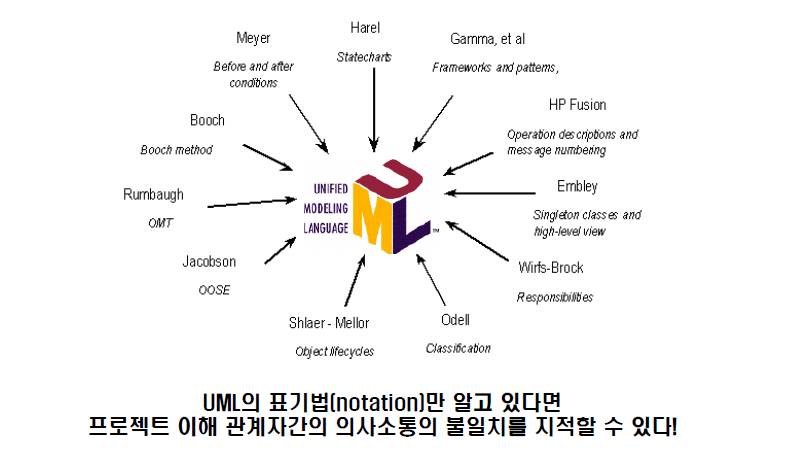 Harel
Statecharts
Meyer
Before and after
conditions
Gamma, et al
Frameworks and patterns,
HP Fusion
Operation descriptions and
message numbering
Booch
Booch method
Embley
Singleton classes and
high-level view
Rumbaugh
OMT
UNIFIED
MODELING
LANGUAGE
UML
TM
Jacobson
OOSE
Wirfs-Brock
Responsibilities
Shlaer - Mellor
Object lifecycles
Odell
Classification
UML의 표기법(notation)만 알고 있다면
프로젝트 이해 관계자간의 의사소통의 불일치를 지적할 수 있다!